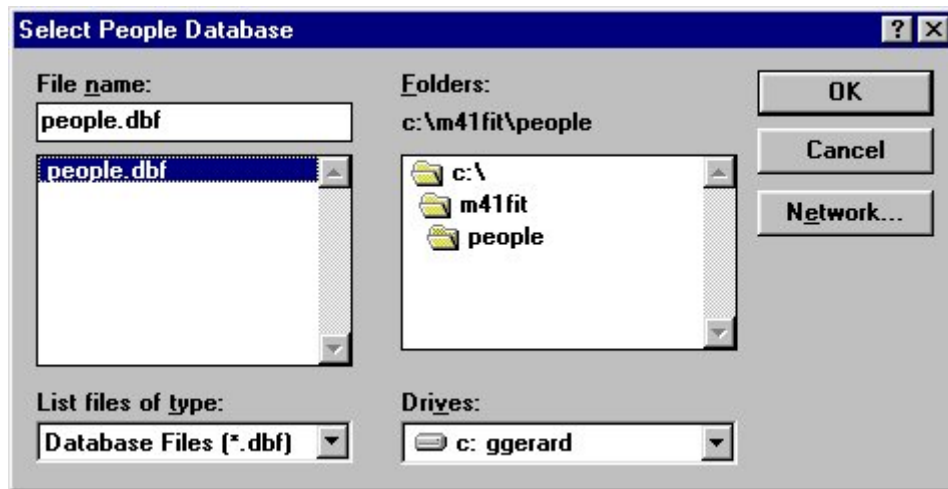 Select People Database
File name:
people.dbf
people.dbf
List files of type:
Database Files (*.dbf)
Folders:
c:\m41fit\people
c:\
m41fit
people
Drives:
c: ggerard
OK
Cancel
Network...